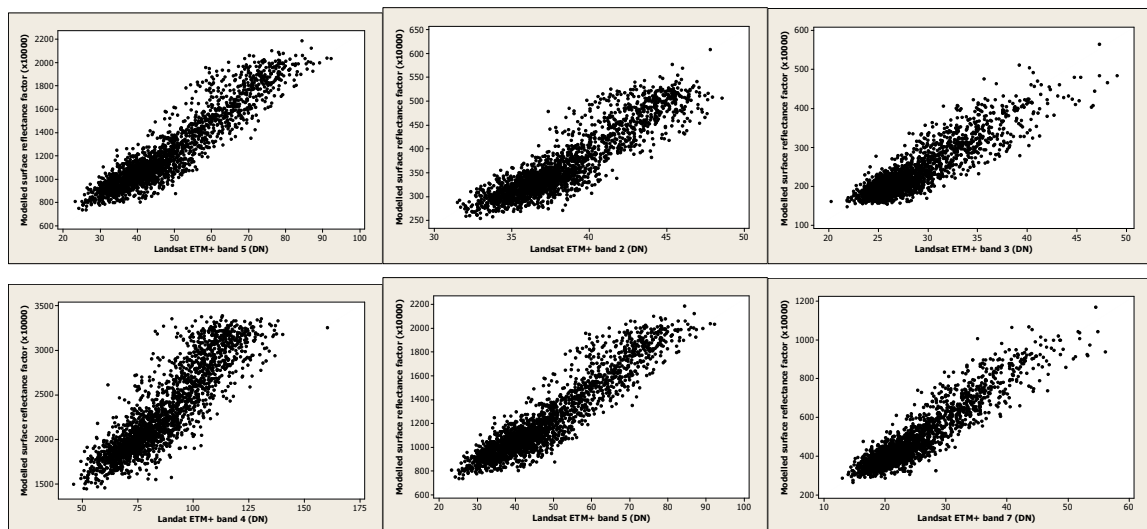 Modelled surface reflectance factor (x10000)
2200
2000
1800
1600
1400
1200
1000
800
600
20 30 40 50 60 70 80 90 100
Landsat ETM+ band 5 (DN)
Modelled surface reflectance factor (x10000)
650
600
550
500
450
400
350
300
250
30 35 40 45 50
Landsat ETM+ band 2 (DN)
Modelled surface reflectance factor (x10000)
600
500
400
300
200
100
20 25 30 35 40 45 50
Landsat ETM+ band 3 (DN)
Modelled surface reflectance factor (x10000)
3500
3000
2500
2000
1500
50 75 100 125 150 175
Landsat ETM+ band 4 (DN)
Modelled surface reflectance factor (x10000)
2200
2000
1800
1600
1400
1200
1000
800
600
20 30 40 50 60 70 80 90 100
Landsat ETM+ band 5 (DN)
Modelled surface reflectance factor (x10000)
1200
1000
800
600
400
200
10 20 30 40 50 60
Landsat ETM+ band 7 (DN)